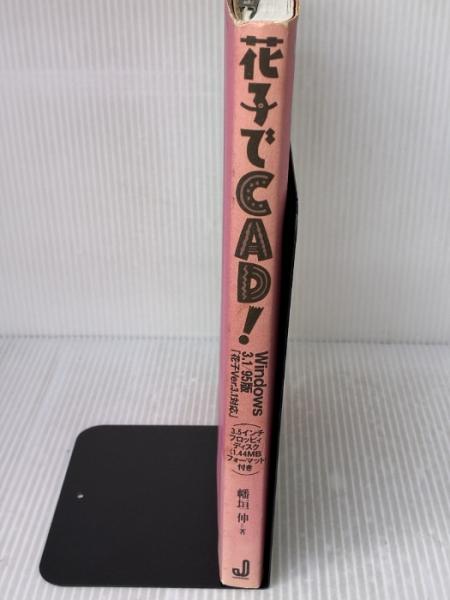 花子でCAD!
Windows
3.1/95版
「花子Ver.3.1対応」
3.5インチ
フロッピィ
ディスク
(1.44MB
フォーマット)
付き
幡垣 伸=著
J